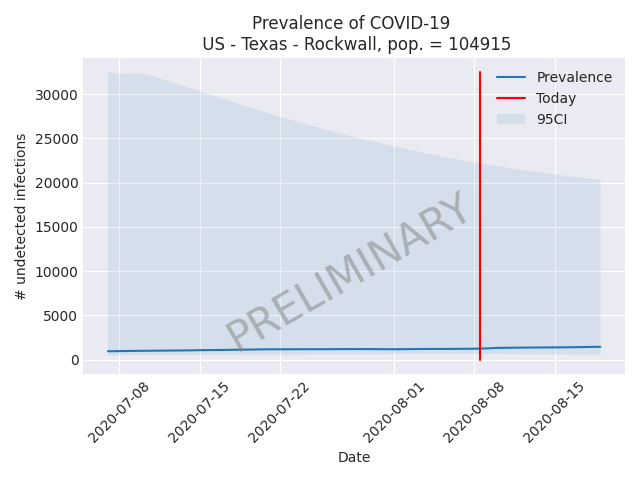 Prevalence of COVID-19
US - Texas - Rockwall, pop. = 104915
Prevalence
Today
95CI
30000
25000
20000
15000
10000
5000
0
# undetected infections
PRELIMINARY
2020-07-08
2020-07-15
2020-07-22
2020-08-01
2020-08-08
2020-08-15
Date